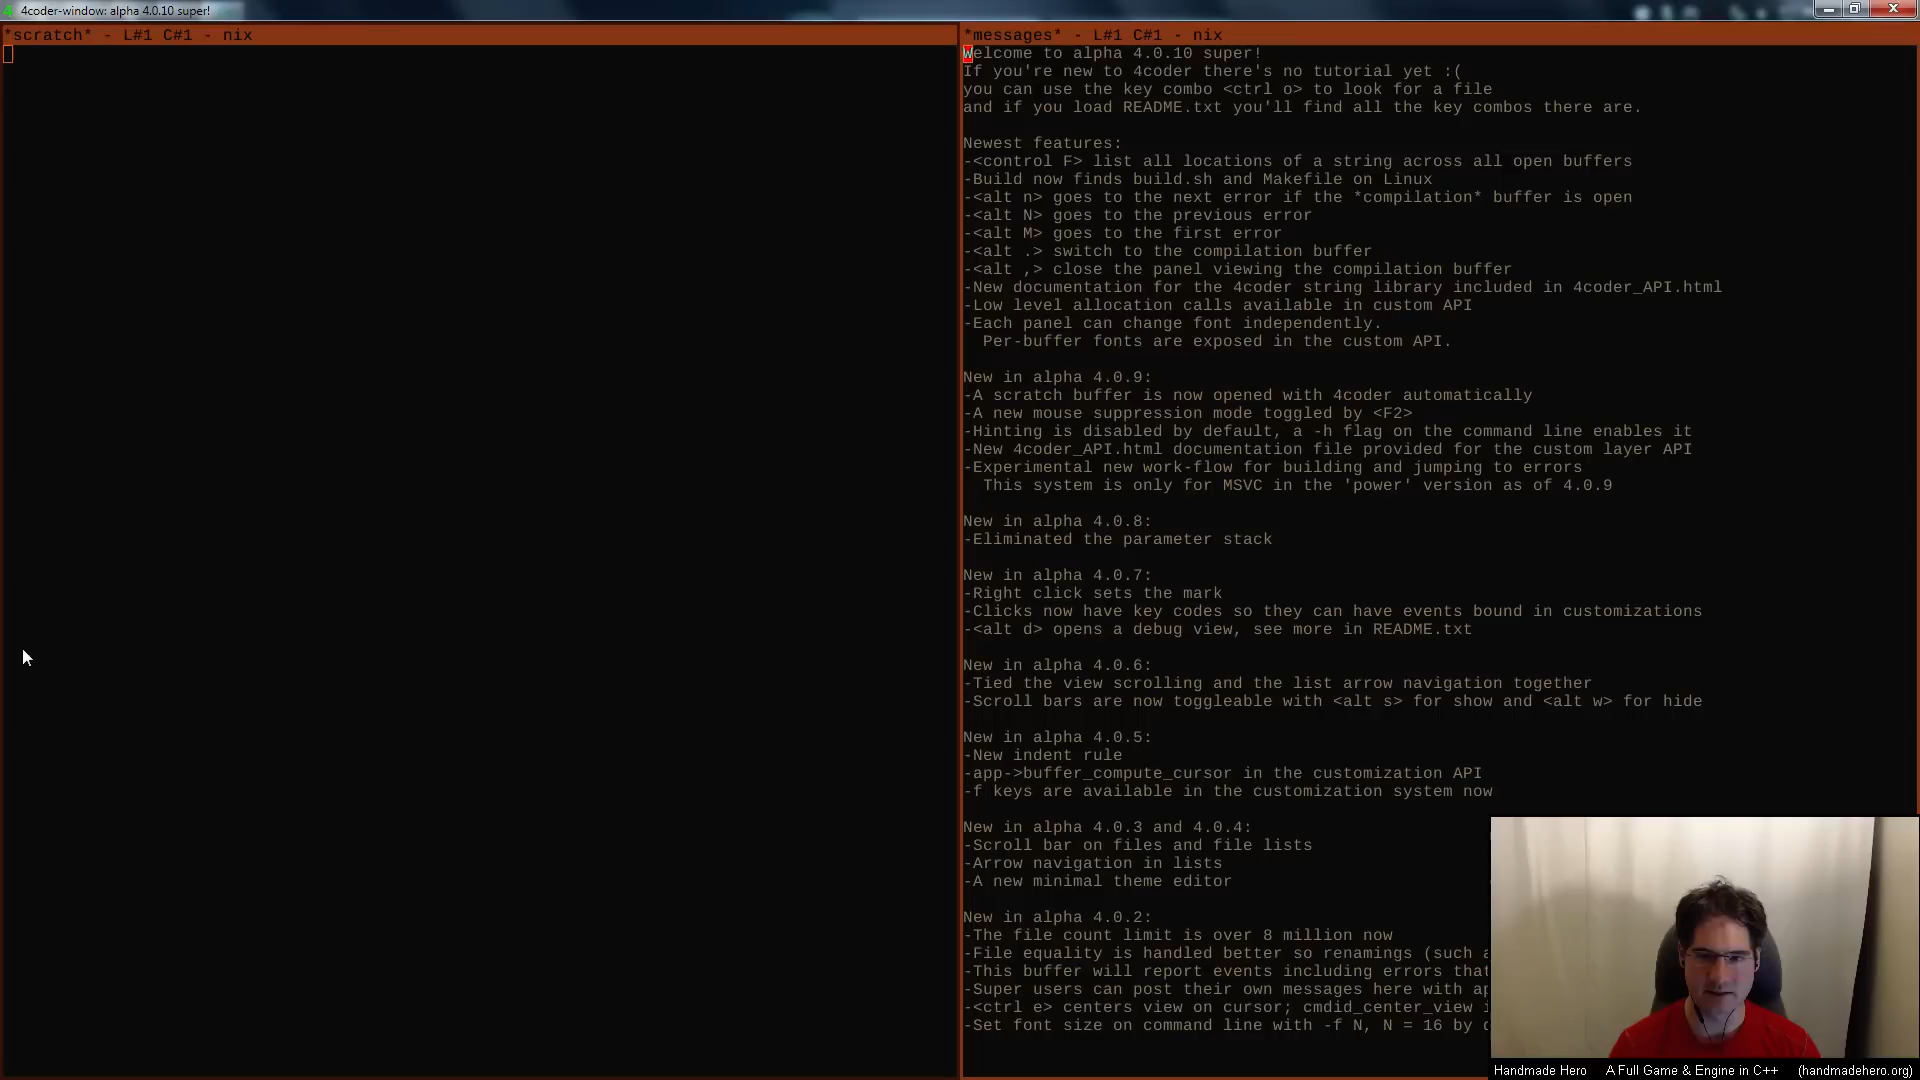 4coder-window: alpha 4.0.10 super!
*scratch* - L#1 C#1 - nix
*messages* - L#1 C#1 - nix
Welcome to alpha 4.0.10 super!
If you're new to 4coder there's no tutorial yet :(
you can use the key combo <ctrl o> to look for a file
and if you load README.txt you'll find all the key combos there are.
Newest features:
-<control F> list all locations of a string across all open buffers
-Build now finds build.sh and Makefile on Linux
-<alt n> goes to the next error if the *compilation* buffer is open
-<alt N> goes to the previous error
-<alt M> goes to the first error
-<alt .> switch to the compilation buffer
-<alt ,> close the panel viewing the compilation buffer
-New documentation for the 4coder string library included in 4coder_API.html
-Low level allocation calls available in custom API
-Each panel can change font independently.
Per-buffer fonts are exposed in the custom API.
New in alpha 4.0.9:
-A scratch buffer is now opened with 4coder automatically
-A new mouse suppression mode toggled by <F2>
-Hinting is disabled by default, a -h flag on the command line enables it
-New 4coder_API.html documentation file provided for the custom layer API
-Experimental new work-flow for building and jumping to errors
This system is only for MSVC in the 'power' version as of 4.0.9
New in alpha 4.0.8:
-Eliminated the parameter stack
New in alpha 4.0.7:
-Right click sets the mark
-Clicks now have key codes so they can have events bound in customizations
-<alt d> opens a debug view, see more in README.txt
New in alpha 4.0.6:
-Tied the view scrolling and the list arrow navigation together
-Scroll bars are now toggleable with <alt s> for show and <alt w> for hide
New in alpha 4.0.5:
-New indent rule
-app->buffer_compute_cursor in the customization API
-f keys are available in the customization system now
New in alpha 4.0.3 and 4.0.4:
-Scroll bar on files and file lists
-Arrow navigation in lists
-A new minimal theme editor
New in alpha 4.0.2:
-The file count limit is over 8 million now
-File equality is handled better so renamings (such
-This buffer will report events including errors
-Super users can post their own messages here with
-<ctrl e> centers view on cursor; cmdid_center_view
-Set font size on command line with -f N, N = 16 by
Handmade Hero A Full Game & Engine in C++ (handmadehero.org)